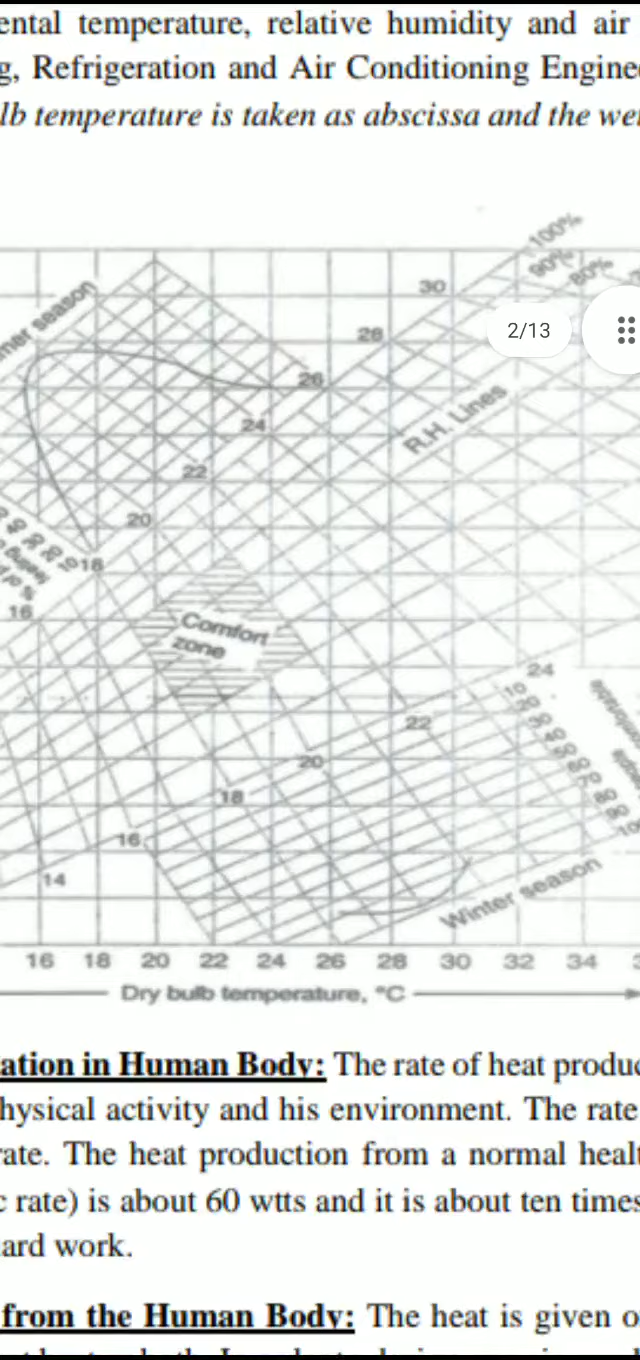 ental temperature, relative humidity and air
g, Refrigeration and Air Conditioning Engine
lb temperature is taken as abscissa and the we
100%
90%
80%
30
mer season
28
2/13
26
R.H. Lines
24
22
20
10 18
16
Comfort
zone
24
10
20
30
22
20
18
80
90
100
16
14
Winter season
16 18 20 22 24 26 28 30 32 34
Dry bulb temperature, °C
ation in Human Body: The rate of heat produc
hysical activity and his environment. The rate
rate. The heat production from a normal healt
c rate) is about 60 wtts and it is about ten times
ard work.
from the Human Body: The heat is given o